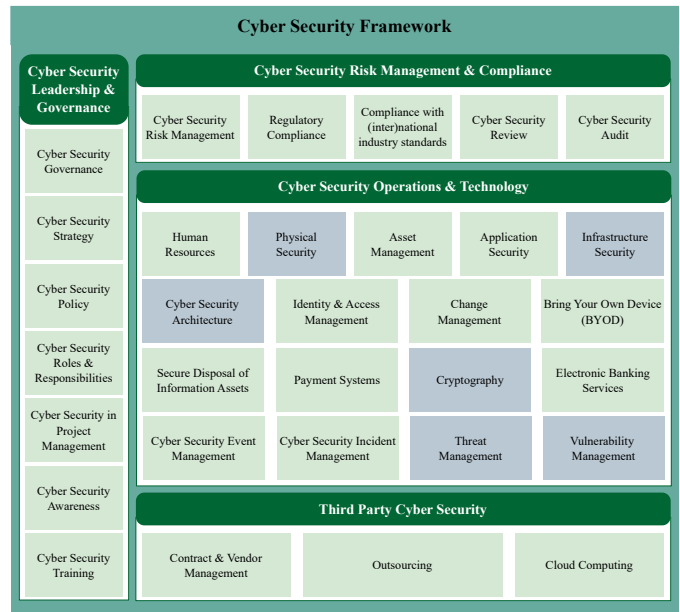 Cyber Security Framework
Cyber Security
Leadership &
Governance
Cyber Security
Governance
Cyber Security
Strategy
Cyber Security
Policy
Cyber Security
Roles &
Responsibilities
Cyber Security in
Project
Management
Cyber Security
Awareness
Cyber Security
Training
Cyber Security Risk Management & Compliance
Cyber Security
Risk Management
Regulatory
Compliance
Compliance with
(inter)national
industry standards
Cyber Security
Review
Cyber Security
Audit
Cyber Security Operations & Technology
Human
Resources
Physical
Security
Asset
Management
Application
Security
Infrastructure
Security
Cyber Security
Architecture
Identity & Access
Management
Change
Management
Bring Your Own Device
(BYOD)
Secure Disposal of
Information Assets
Payment Systems
Cryptography
Electronic Banking
Services
Cyber Security Event
Management
Cyber Security Incident
Management
Threat
Management
Vulnerability
Management
Third Party Cyber Security
Contract & Vendor
Management
Outsourcing
Cloud Computing